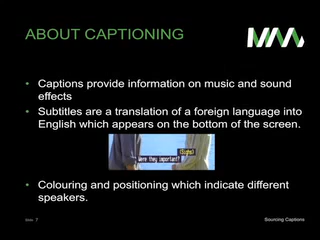 ABOUT CAPTIONING
• Captions provide information on music and sound
effects
• Subtitles are a translation of a foreign language into
English which appears on the bottom of the screen.
(Sighs)
Were they important?
• Colouring and positioning which indicate different
speakers.
Slide 7
Sourcing Captions